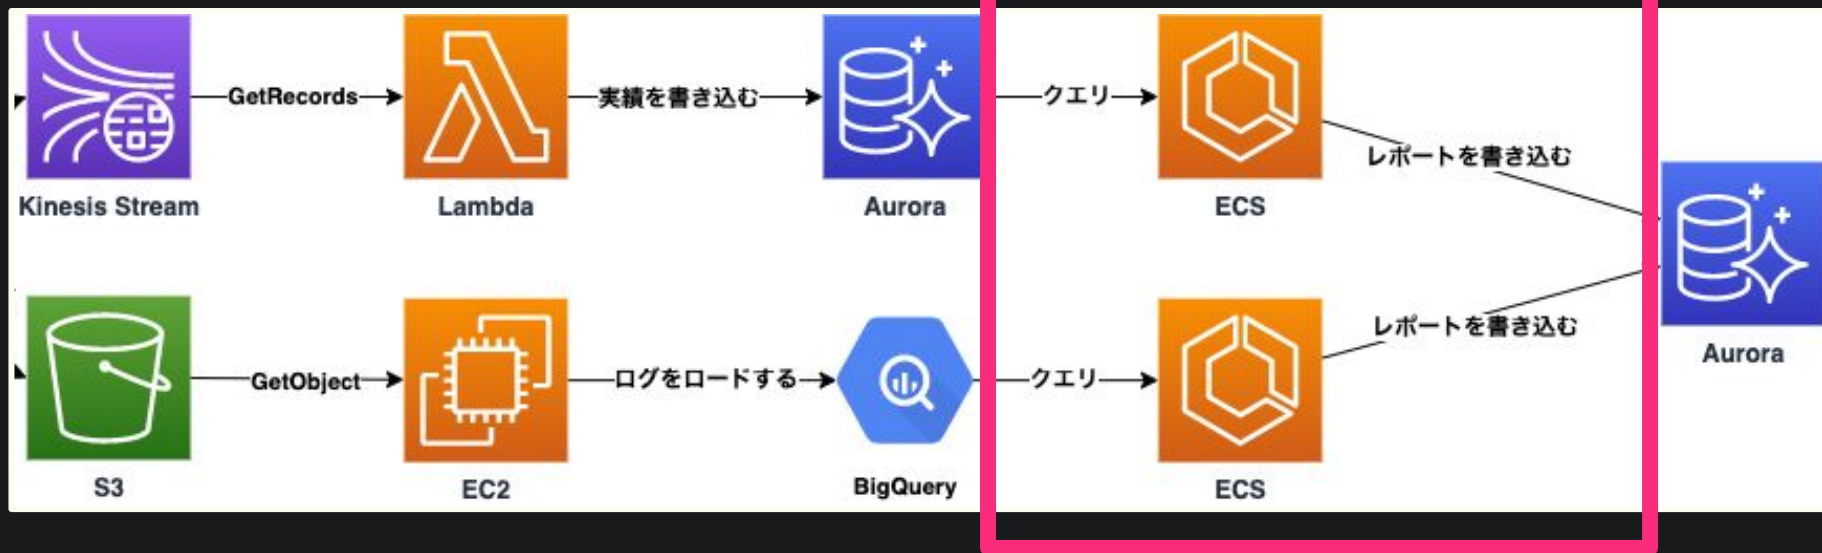 GetRecords
実績を書き込む
クエリ
レポートを書き込む
Kinesis Stream
Lambda
Aurora
ECS
GetObject
ログをロードする
クエリ
レポートを書き込む
Aurora
S3
EC2
BigQuery
ECS